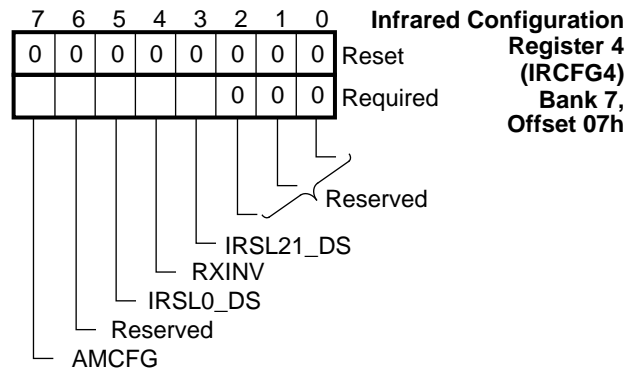 7 6 5 4 3 2 1 0
Infrared Configuration
Register 4
(IRCFG4)
Bank 7,
Offset 07h
0 0 0 0 0 0 0 0 Reset
0 0 0 Required
Reserved
IRSL21_DS
RXINV
IRSL0_DS
Reserved
AMCFG